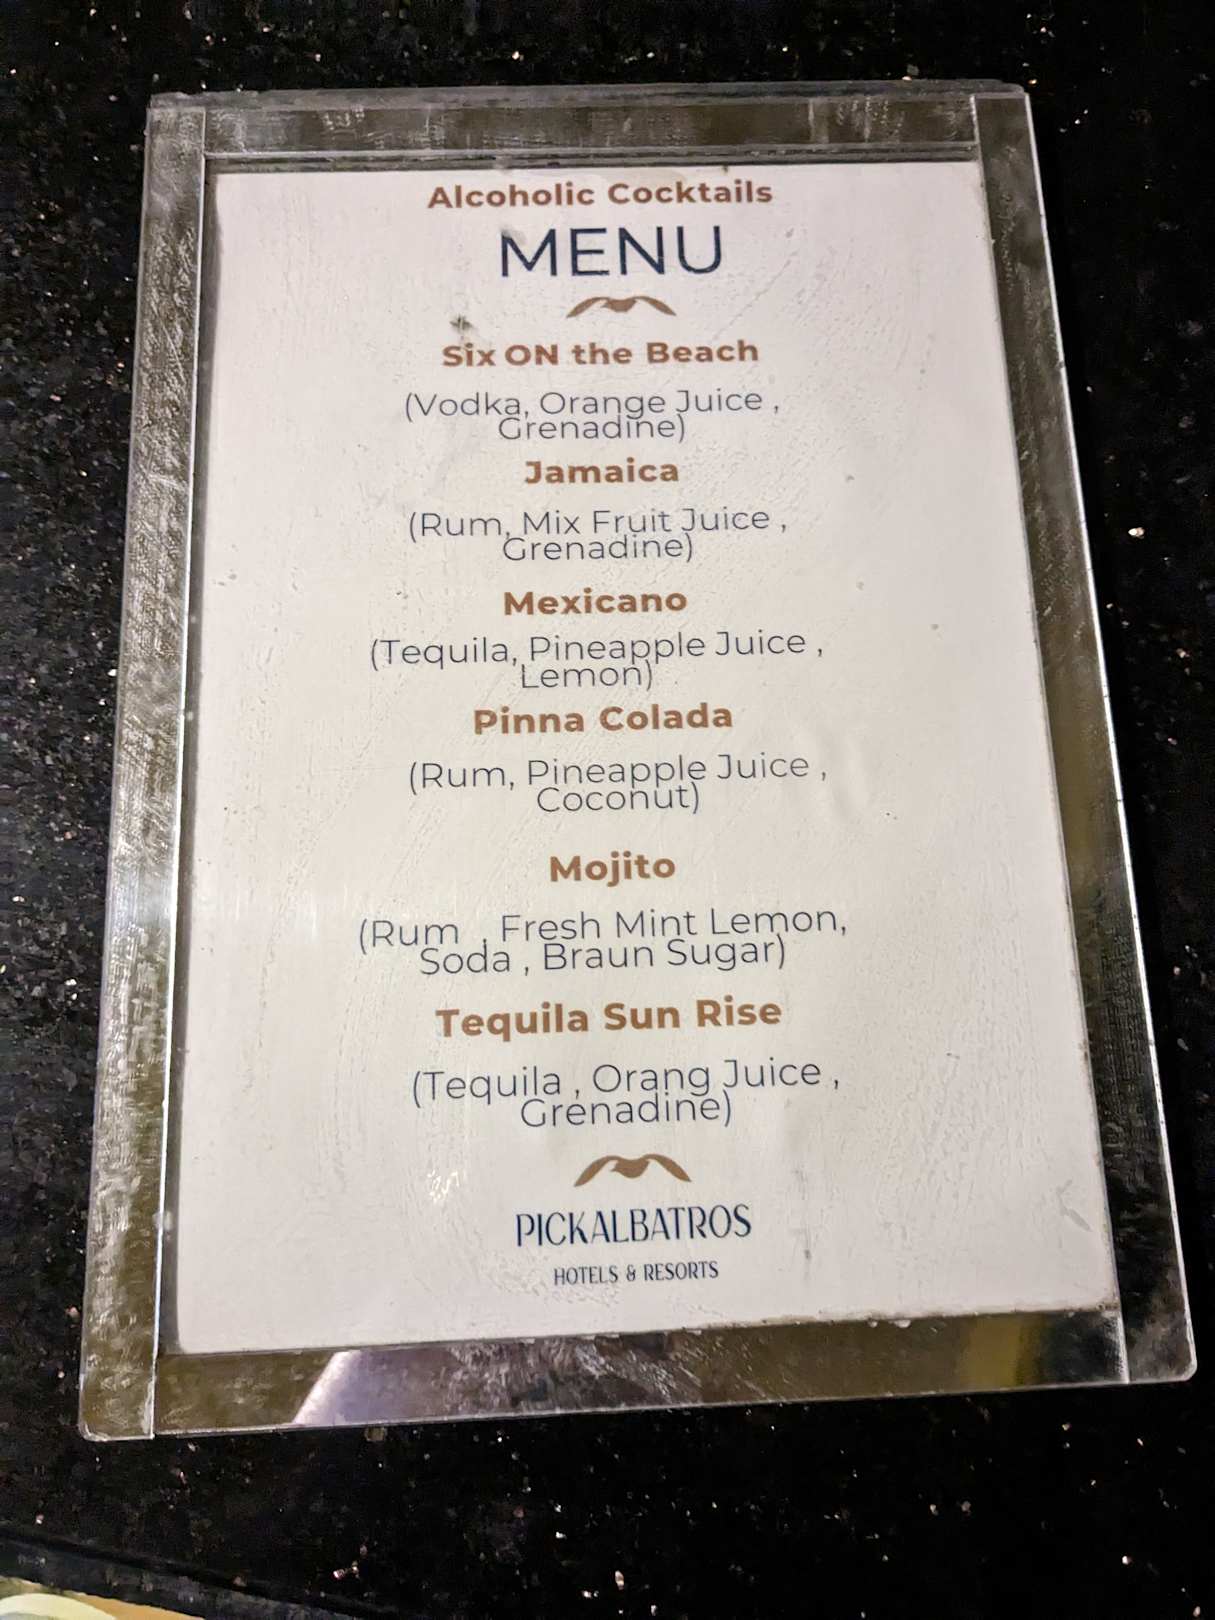 Alcoholic Cocktails
MENU
Six ON the Beach
(Vodka, Orange Juice ,
Grenadine)
Jamaica
(Rum, Mix Fruit Juice ,
Grenadine)
Mexicano
(Tequila, Pineapple Juice ,
Lemon)
Pinna Colada
(Rum, Pineapple Juice ,
Coconut)
Mojito
(Rum , Fresh Mint Lemon,
Soda , Braun Sugar)
Tequila Sun Rise
(Tequila , Orang Juice ,
Grenadine)
PICKALBATROS
HOTELS & RESORTS